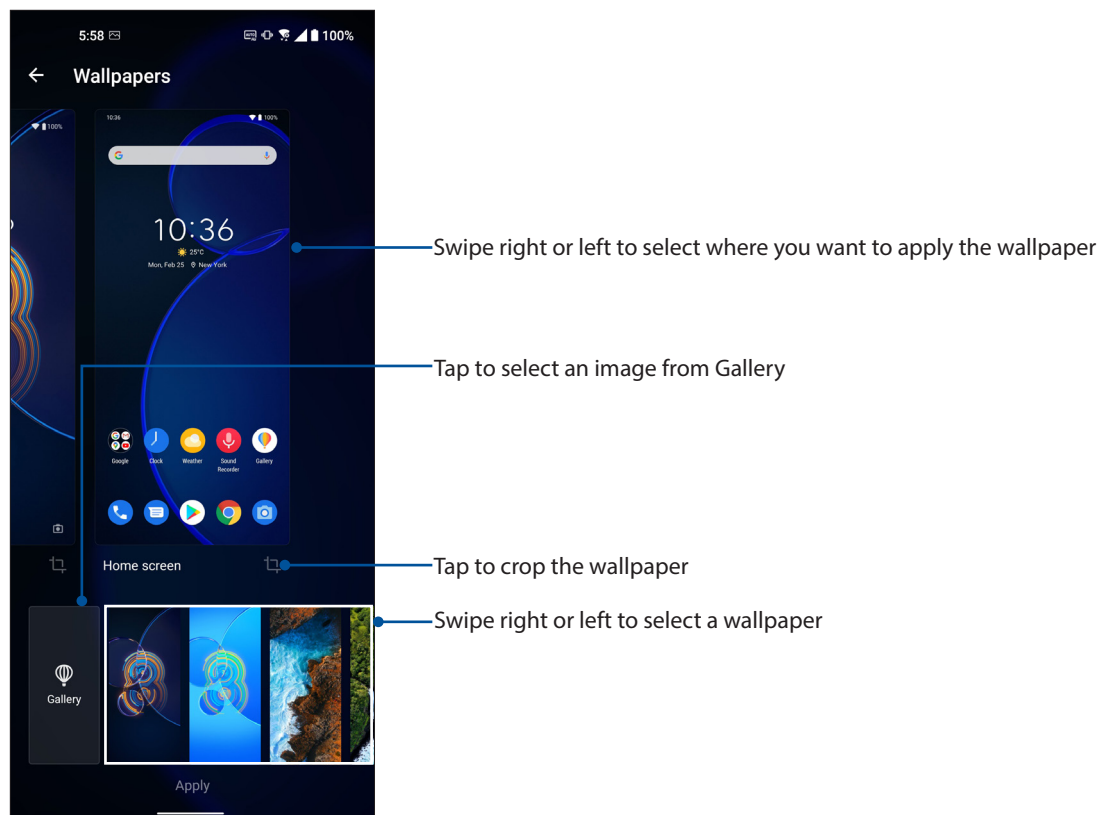 5:58
100%
Wallpapers
100%
10:36
100%
10:36
25°C
Mon, Feb 25 New York
Swipe right or left to select where you want to apply the wallpaper
Tap to select an image from Gallery
Google
Clock
Weather
Sound
Recorder
Gallery
Home screen
Tap to crop the wallpaper
Swipe right or left to select a wallpaper
Gallery
Apply